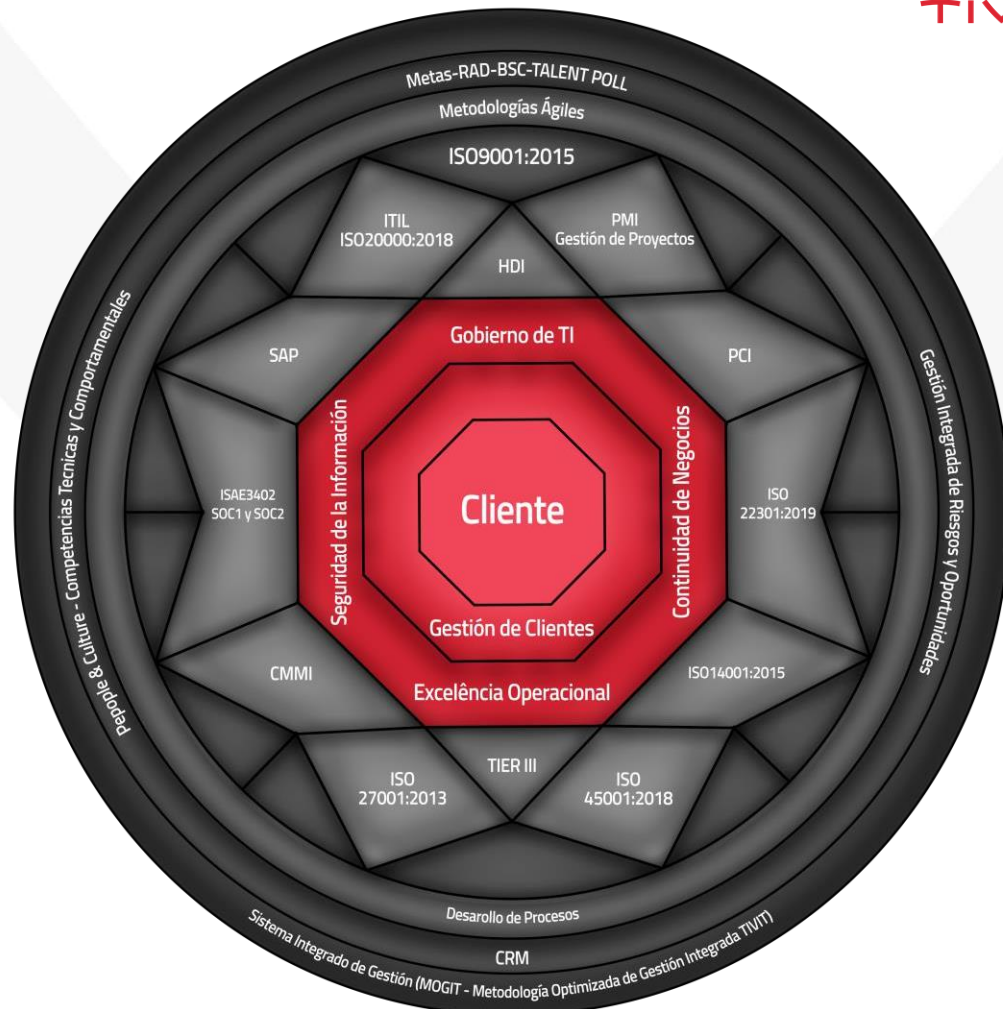 Metas-RAD-BSC-TALENT POLL
Metodologías Ágiles
ISO9001:2015
ITIL
ISO20000:2018
PMI
Gestión de Proyectos
HDI
SAP
Gobierno de TI
PCI
Pepople & Culture - Competencias Tecnicas y Comportamentales
ISAE3402
SOC1 y SOC2
Seguridad de la Información
Cliente
Continuidad de Negocios
ISO
22301:2019
Gestión Integrada de Riesgos y Oportunidades
Gestión de Clientes
CMMI
Excelência Operacional
ISO14001:2015
ISO
27001:2013
TIER III
ISO
45001:2018
Desarollo de Procesos
CRM
Sistema Integrado de Gestión (MOGIT - Metodología Optimizada de Gestión Integrada TIVIT)